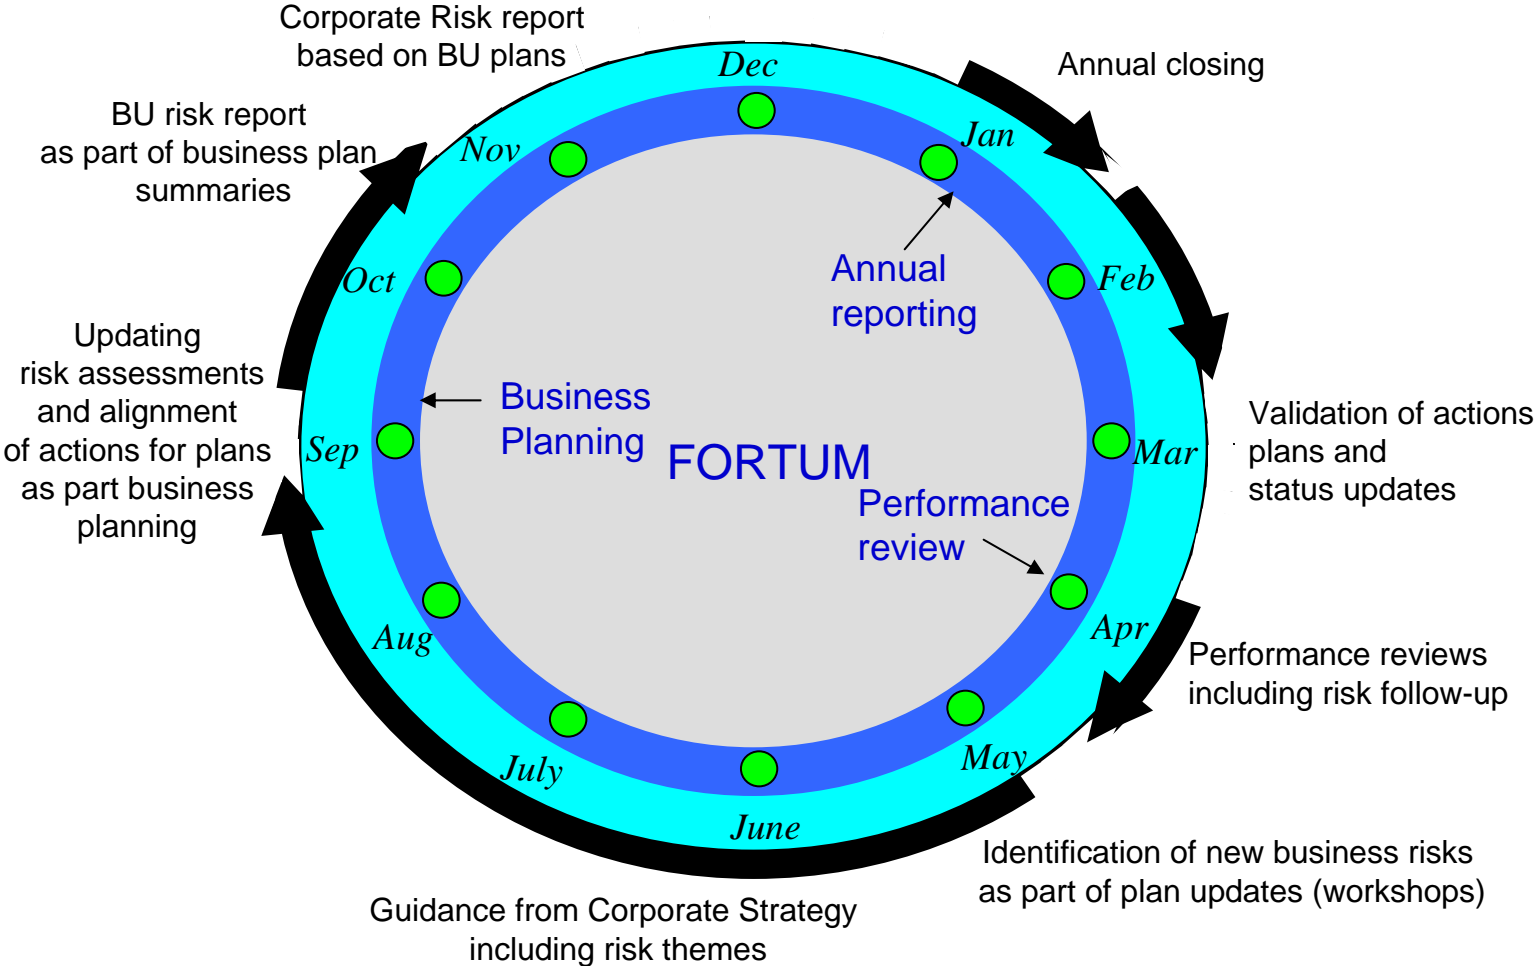 Corporate Risk report
based on BU plans
Dec
Annual closing
BU risk report
as part of business plan
summaries
Nov
Jan
Oct
Annual
reporting
Feb
Updating
risk assessments
and alignment
of actions for plans
as part business
planning
Business
Planning
FORTUM
Sep
Mar
Validation of actions
plans and
status updates
Performance
review
Aug
Apr
Performance reviews
including risk follow-up
July
May
June
Identification of new business risks
as part of plan updates (workshops)
Guidance from Corporate Strategy
including risk themes